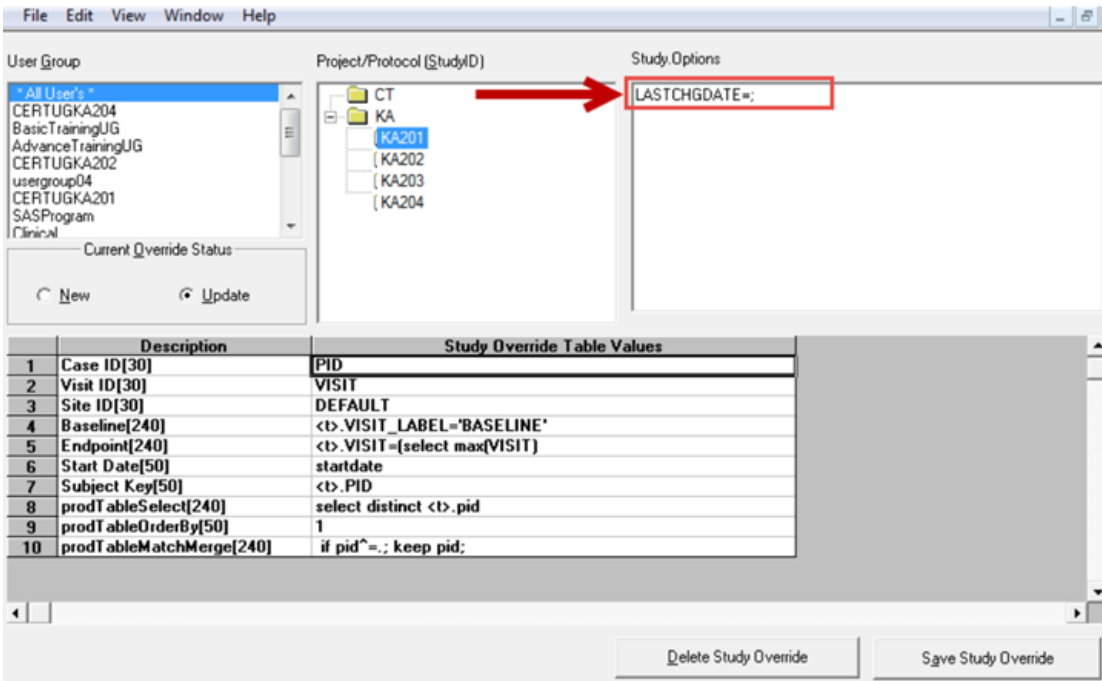 File Edit View Window Help
User Group
* All User's *
CERTUGKA204
BasicTrainingUG
AdvanceTrainingUG
CERTUGKA202
usergroup04
CERTUGKA201
SASProgram
Clinical
Current Override Status
New Update
Project/Protocol (StudyID)
CT
KA
KA201
KA202
KA203
KA204
Study.Options
LASTCHGDATE=;
Description Study Override Table Values
1 Case ID[30] PID
2 Visit ID[30] VISIT
3 Site ID[30] DEFAULT
4 Baseline[240] <t>.VISIT_LABEL='BASELINE'
5 Endpoint[240] <t>.VISIT=(select max(VISIT)
6 Start Date[50] startdate
7 Subject Key[50] <t>.PID
8 prodTableSelect[240] select distinct <t>.pid
9 prodTableOrderBy[50] 1
10 prodTableMatchMerge[240] if pid^=.; keep pid;
Delete Study Override Save Study Override